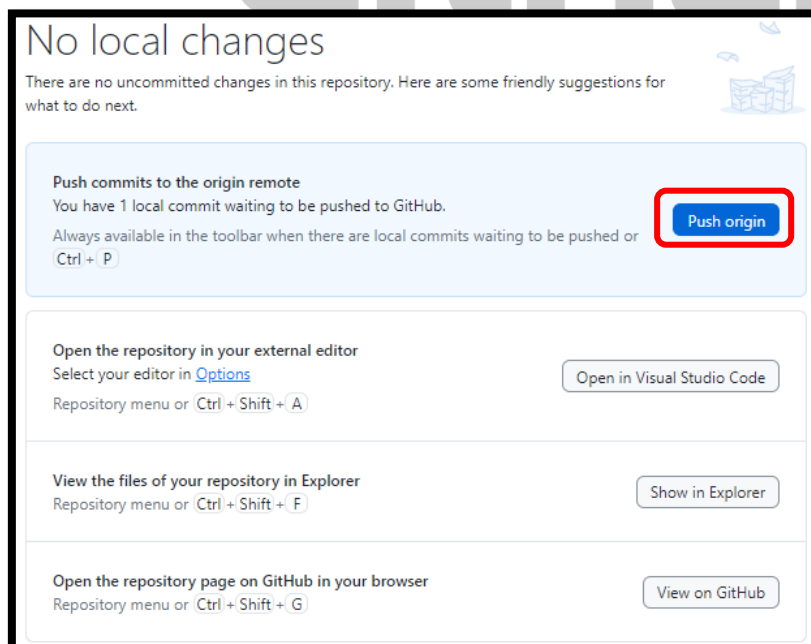 No local changes
There are no uncommitted changes in this repository. Here are some friendly suggestions for
what to do next.
Push commits to the origin remote
You have 1 local commit waiting to be pushed to GitHub.
Always available in the toolbar when there are local commits waiting to be pushed or
Ctrl + P
Push origin
Open the repository in your external editor
Select your editor in Options
Repository menu or Ctrl + Shift + A
Open in Visual Studio Code
View the files of your repository in Explorer
Repository menu or Ctrl + Shift + F
Show in Explorer
Open the repository page on GitHub in your browser
Repository menu or Ctrl + Shift + G
View on GitHub